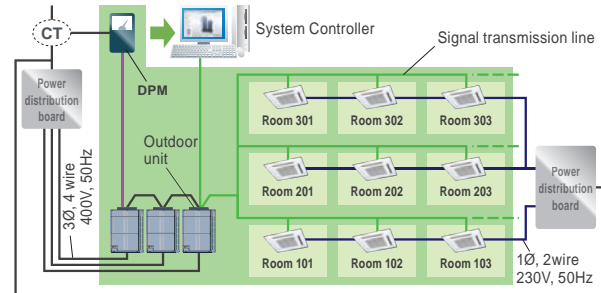 System Controller
CT
Signal transmission line
DPM
Power
distribution
board
Outdoor
unit
3Ø, 4 wire
400V, 50Hz
Room 301
Room 302
Room 303
Room 201
Room 202
Room 203
Room 101
Room 102
Room 103
Power
distribution
board
1Ø, 2wire
230V, 50Hz